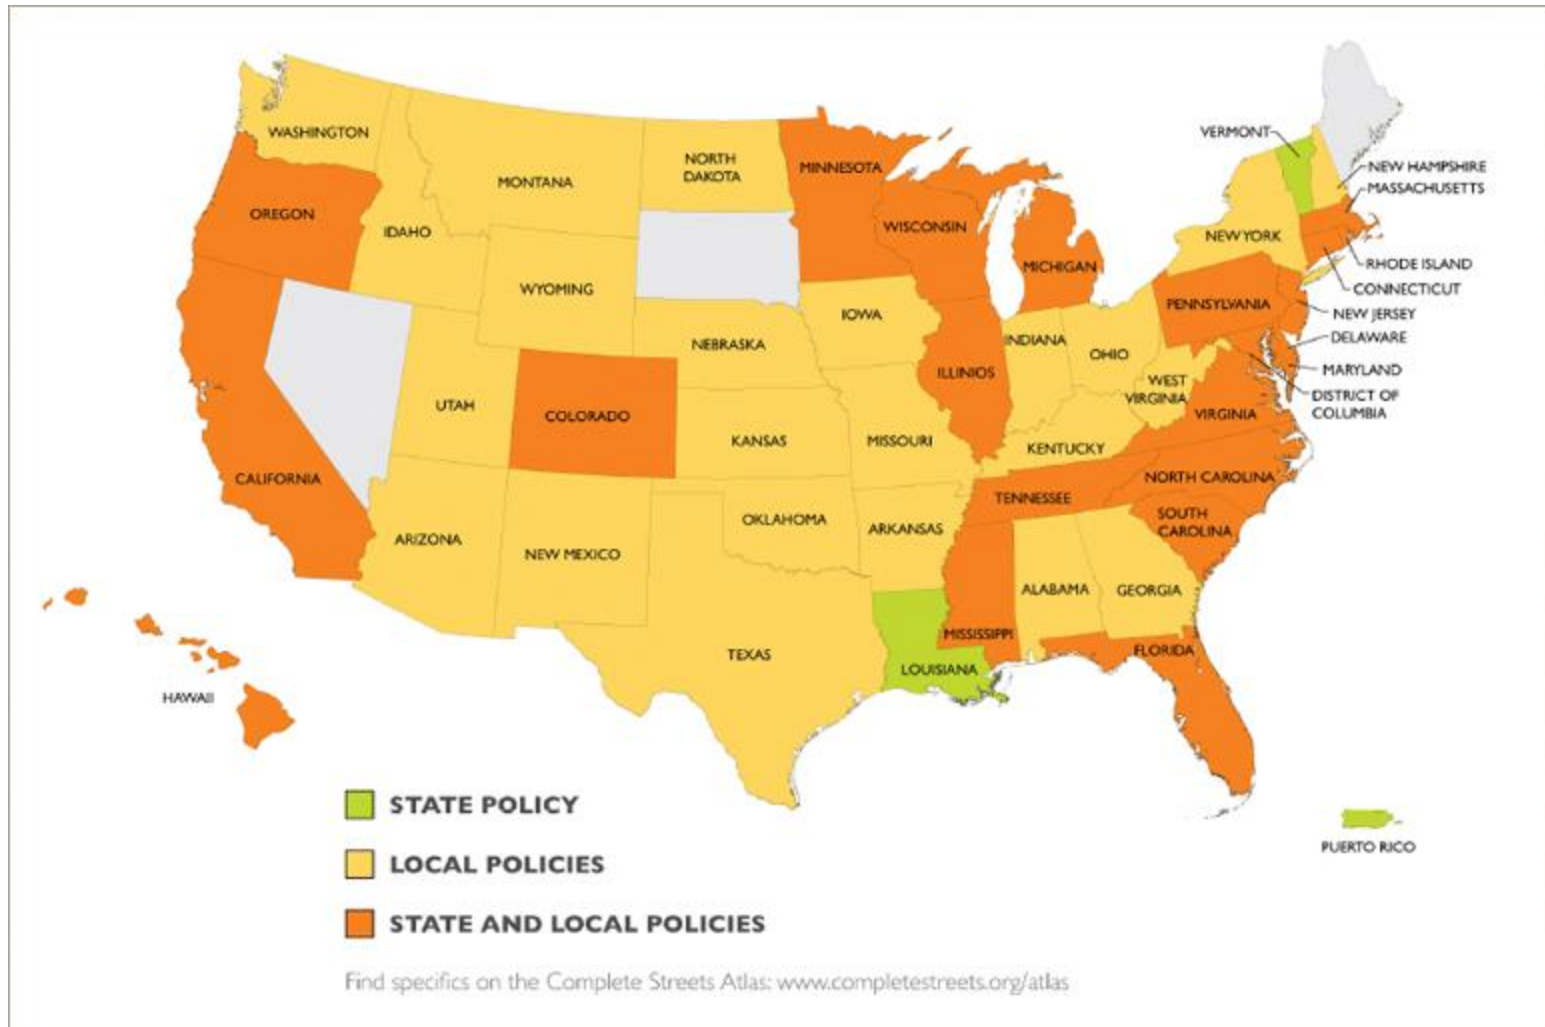 WASHINGTON
MONTANA
NORTH
DAKOTA
MINNESOTA
VERMONT
NEW HAMPSHIRE
MASSACHUSETTS
OREGON
IDAHO
WISCONSIN
NEW YORK
MICHIGAN
RHODE ISLAND
CONNECTICUT
WYOMING
PENNSYLVANIA
NEW JERSEY
IOWA
DELAWARE
NEBRASKA
INDIANA
OHIO
ILLINIOS
MARYLAND
WEST
VIRGINIA
DISTRICT OF
COLUMBIA
UTAH
COLORADO
VIRGINIA
KANSAS
MISSOURI
KENTUCKY
CALIFORNIA
NORTH CAROLINA
TENNESSEE
SOUTH
CAROLINA
ARIZONA
NEW MEXICO
OKLAHOMA
ARKANSAS
ALABAMA
GEORGIA
MISSISSIPPI
TEXAS
LOUISIANA
FLORIDA
HAWAII
STATE POLICY
LOCAL POLICIES
STATE AND LOCAL POLICIES
PUERTO RICO
Find specifics on the Complete Streets Atlas: www.completestreets.org/atlas